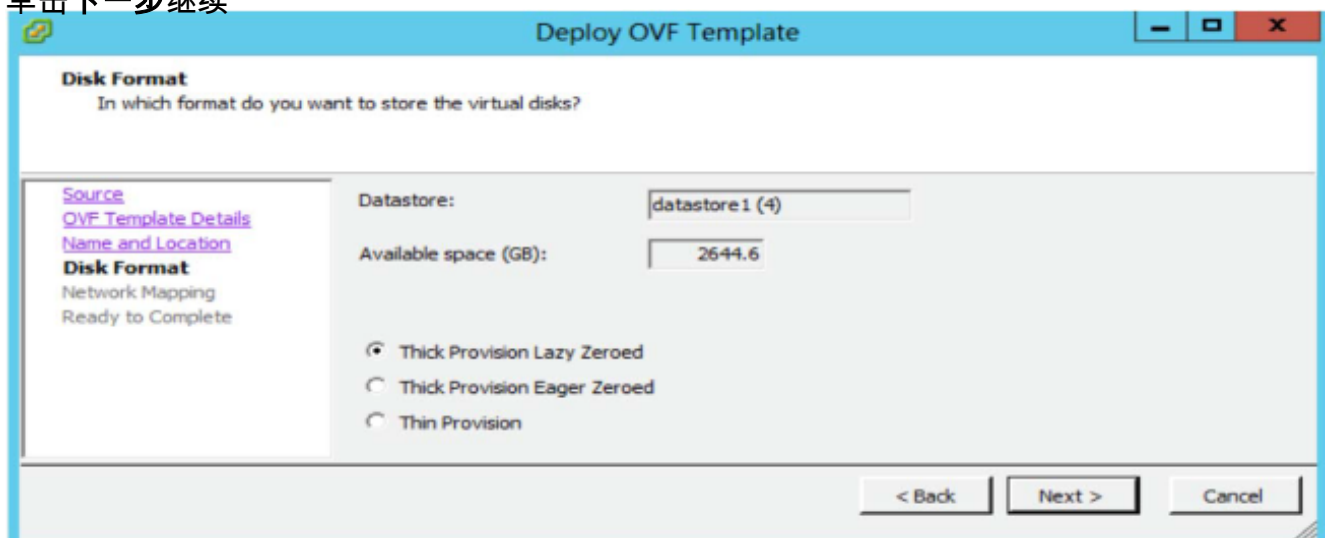 单击下一步继续
Deploy OVF Template
Disk Format
In which format do you want to store the virtual disks?
Source
OVF Template Details
Name and Location
Disk Format
Network Mapping
Ready to Complete
Datastore:
datastore1 (4)
Available space (GB):
2644.6
Thick Provision Lazy Zeroed
Thick Provision Eager Zeroed
Thin Provision
< Back
Next >
Cancel